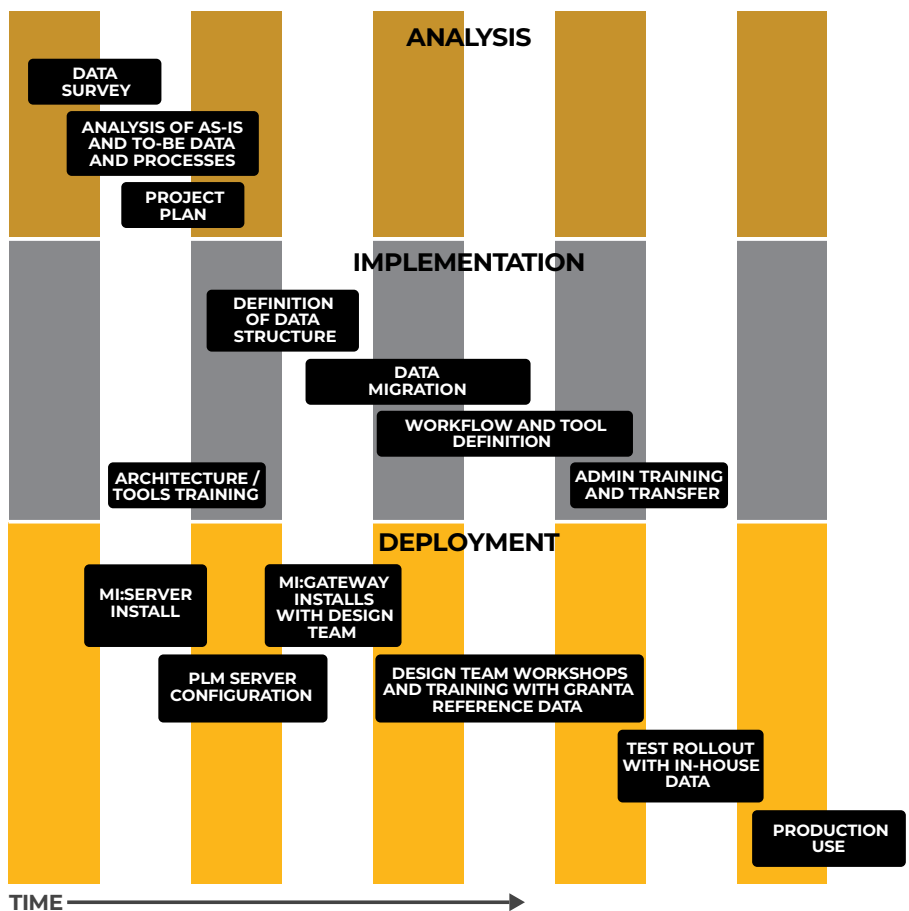 ANALYSIS
DATA
SURVEY
ANALYSIS OF AS-IS
AND TO-BE DATA
AND PROCESSES
PROJECT
PLAN
IMPLEMENTATION
DEFINITION
OF DATA
STRUCTURE
DATA
MIGRATION
WORKFLOW AND TOOL
DEFINITION
ARCHITECTURE /
TOOLS TRAINING
ADMIN TRAINING
AND TRANSFER
DEPLOYMENT
MI:SERVER
INSTALL
MI:GATEWAY
INSTALLS
WITH DESIGN
TEAM
PLM SERVER
CONFIGURATION
DESIGN TEAM WORKSHOPS
AND TRAINING WITH GRANTA
REFERENCE DATA
TEST ROLLOUT
WITH IN-HOUSE
DATA
PRODUCTION
USE
TIME